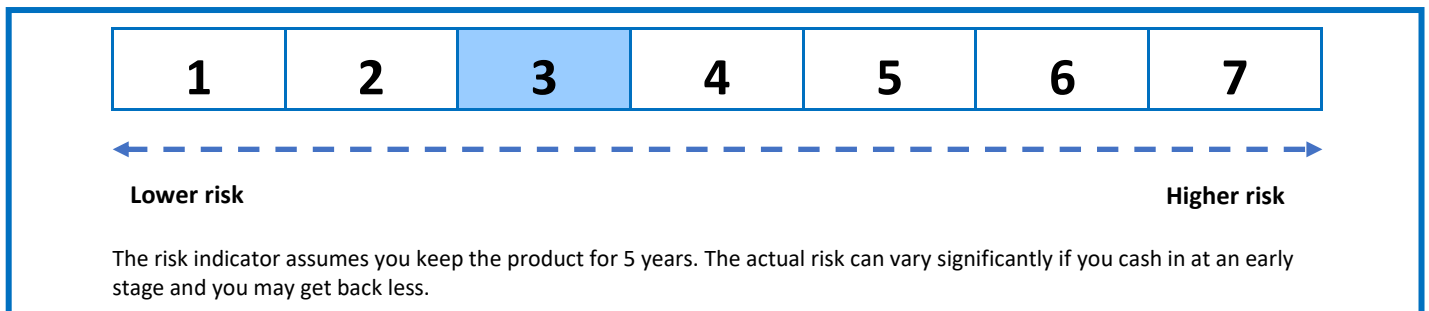 1 2 3 4 5 6 7
Lower risk Higher risk
The risk indicator assumes you keep the product for 5 years. The actual risk can vary significantly if you cash in at an early
stage and you may get back less.